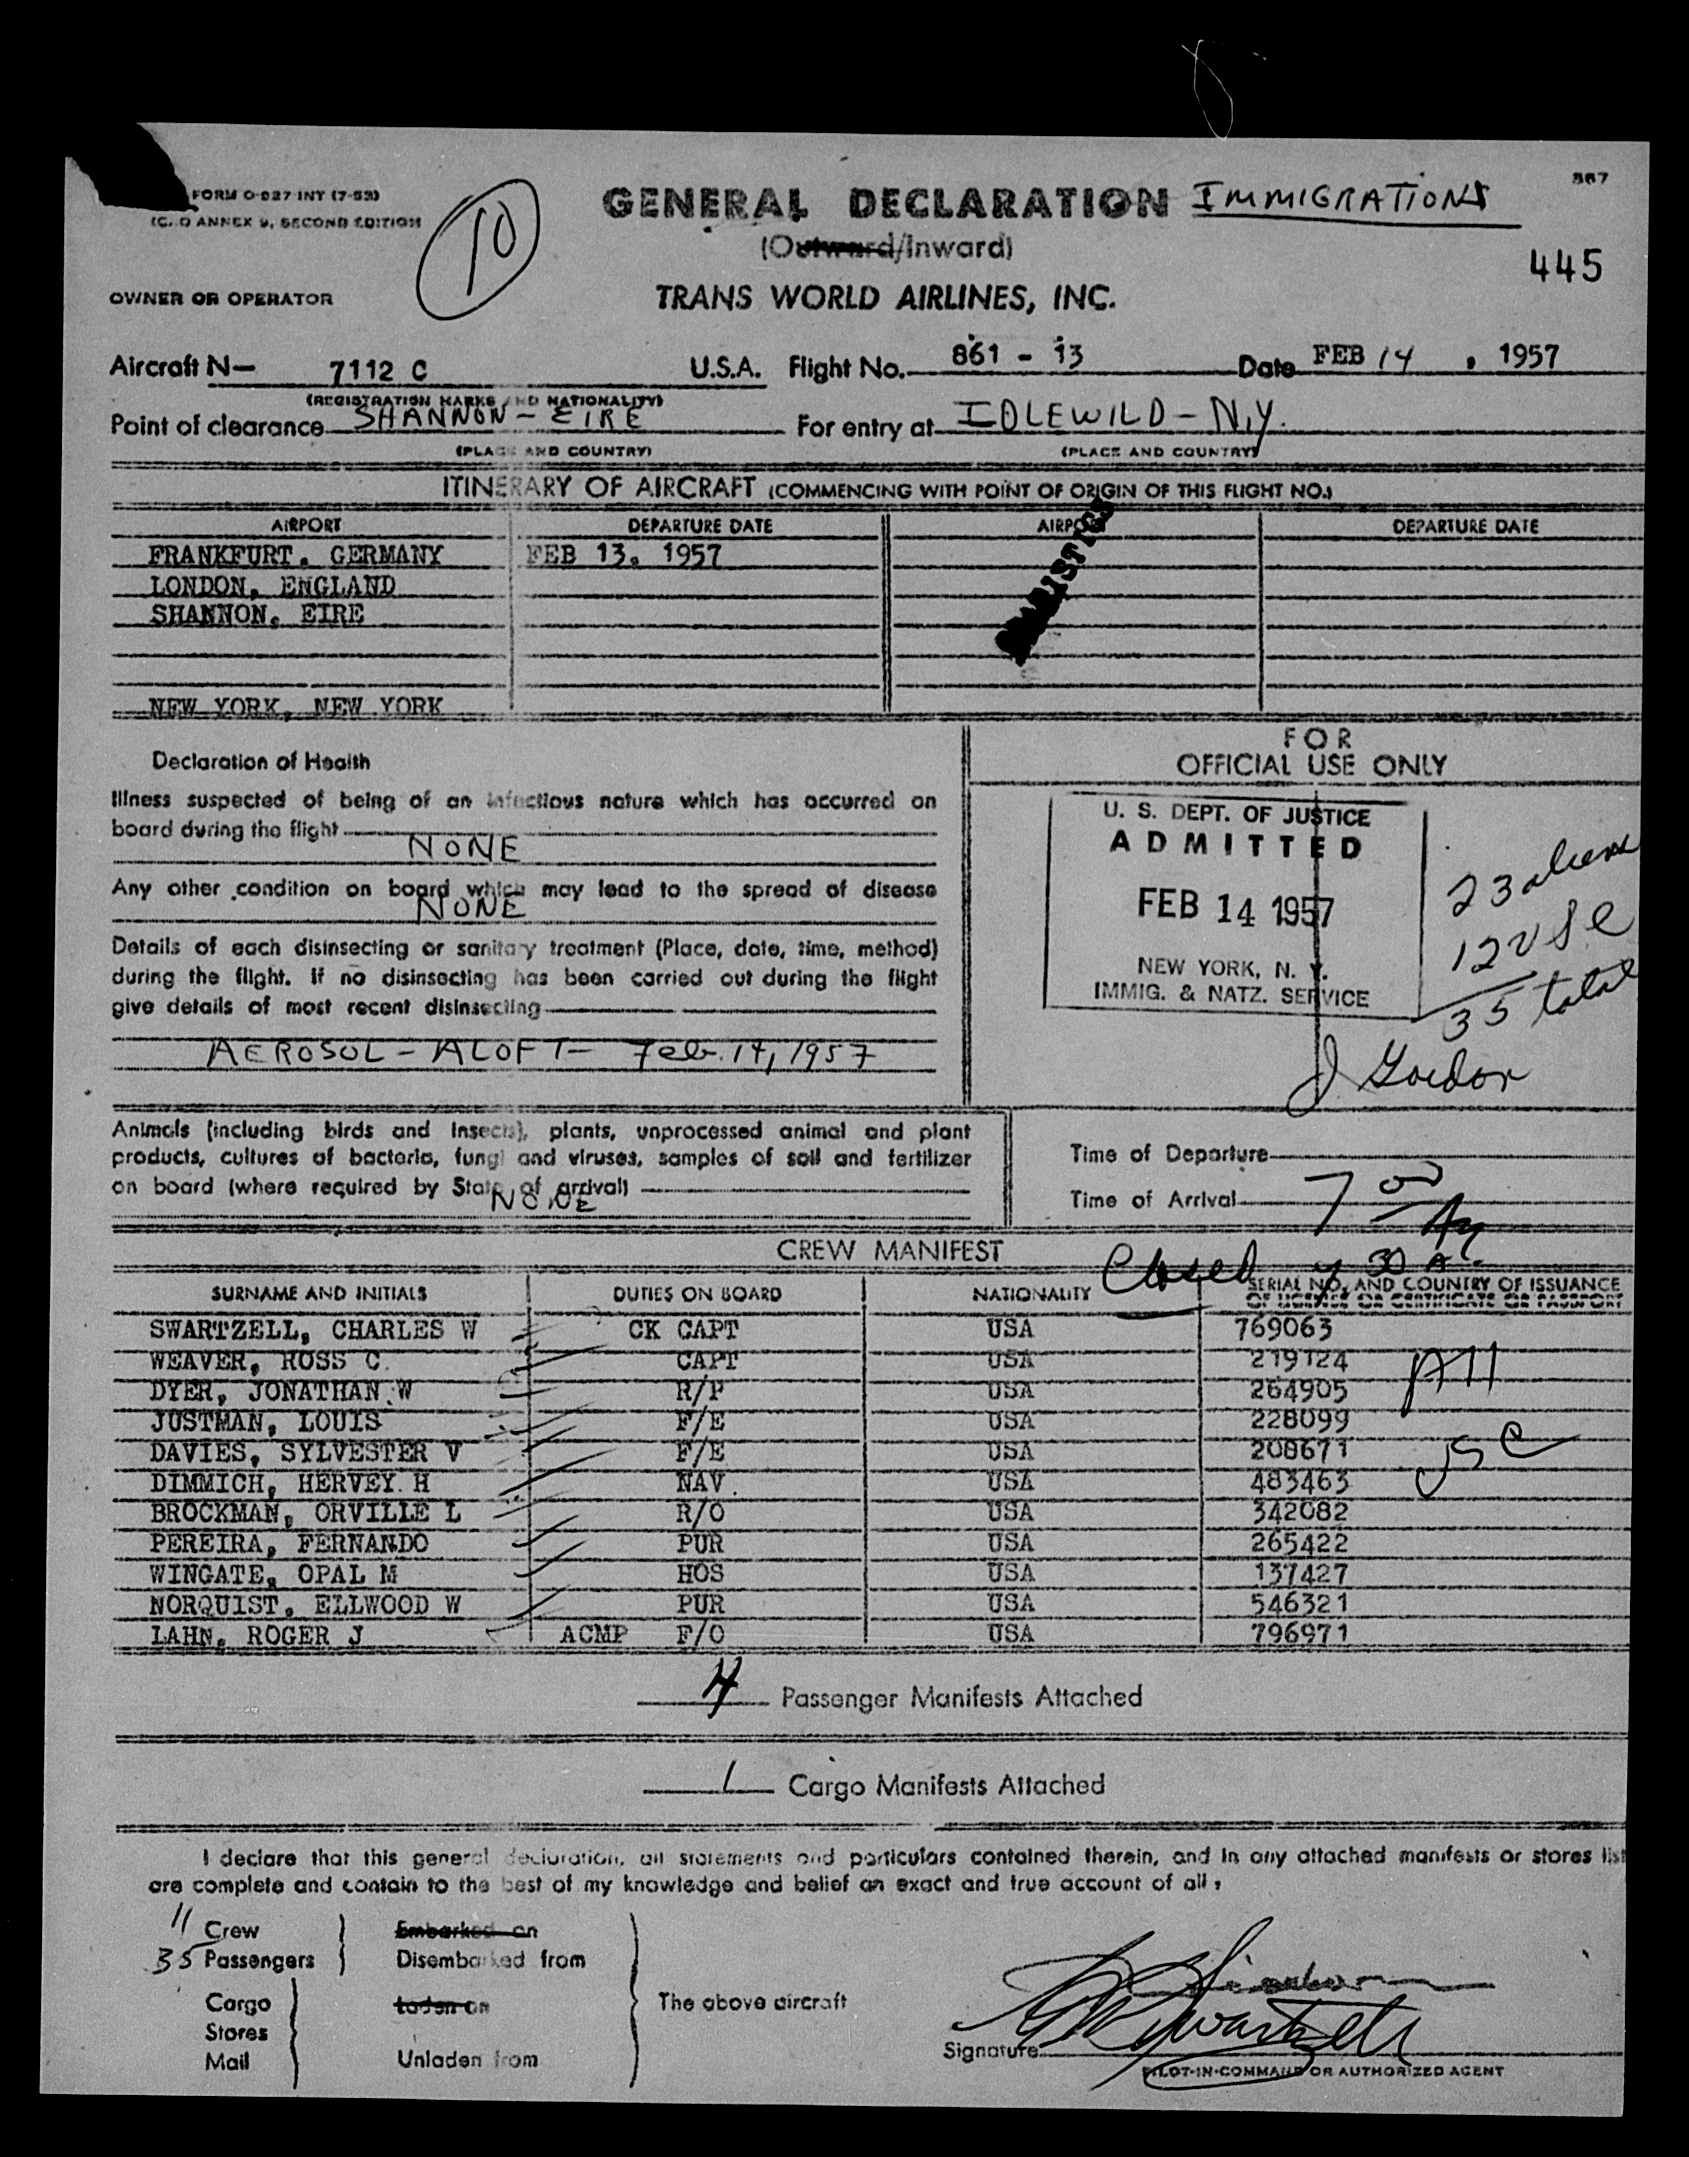 FORM O-927 INT (7-53)
ANNEX 9, SECOND EDITION
10
GENERAL DECLARATION IMMIGRATIONS
(Outward/Inward)
445
OWNER OR OPERATOR
TRANS WORLD AIRLINES, INC.
Aircraft N— 7112 C U.S.A. Flight No. 861 - 13 Date FEB 14 , 1957
(REGISTRATION MARKS AND NATIONALITY)
Point of clearance SHANNON - EIRE For entry at IDLEWILD - N.Y.
(PLACE AND COUNTRY) (PLACE AND COUNTRY)
ITINERARY OF AIRCRAFT (COMMENCING WITH POINT OF ORIGIN OF THIS FLIGHT NO.)
AIRPORT DEPARTURE DATE AIRPORT DEPARTURE DATE
FRANKFURT, GERMANY FEB 13, 1957
LONDON, ENGLAND
SHANNON, EIRE
NEW YORK, NEW YORK
FOR
OFFICIAL USE ONLY
Declaration of Health
Illness suspected of being of an infectious nature which has occurred on
board during the flight
NONE
Any other condition on board which may lead to the spread of disease
NONE
Details of each disinsecting or sanitary treatment (Place, date, time, method)
during the flight. If no disinsecting has been carried out during the flight
give details of most recent disinsecting
AEROSOL - ALOFT - Feb. 14, 1957
U. S. DEPT. OF JUSTICE
ADMITTED
FEB 14 1957
NEW YORK, N. Y.
IMMIG. & NATZ. SERVICE
23 aliens
12 USC
35 total
J Gordon
Animals (including birds and insects), plants, unprocessed animal and plant
products, cultures of bacteria, fungi and viruses, samples of soil and fertilizer
on board (where required by State of arrival)
NONE
Time of Departure
Time of Arrival 7 00
CREW MANIFEST
Closed 30 A
SURNAME AND INITIALS DUTIES ON BOARD NATIONALITY SERIAL NO. AND COUNTRY OF ISSUANCE
OF LICENSE OR CERTIFICATE OR PASSPORT
SWARTZELL, CHARLES W CK CAPT USA 769063
WEAVER, ROSS C. CAPT USA 219124
DYER, JONATHAN W R/P USA 264905
JUSTMAN, LOUIS F/E USA 228099
DAVIES, SYLVESTER V F/E USA 208671
DIMMICH, HERVEY H NAV. USA 483463
BROCKMAN, ORVILLE L R/O USA 342082
PEREIRA, FERNANDO PUR USA 265422
WINGATE, OPAL M HOS USA 137427
NORQUIST, ELLWOOD W PUR USA 546321
LAHN, ROGER J ACMP F/O USA 796971
All
USC
4 Passenger Manifests Attached
1 Cargo Manifests Attached
I declare that this general declaration, all statements and particulars contained therein, and in any attached manifests or stores list
are complete and contain to the best of my knowledge and belief an exact and true account of all :
11 Crew Embarked on
35 Passengers Disembarked from
Cargo Laden on The above aircraft
Stores
Mail Unladen from
Signature
PILOT-IN-COMMAND OR AUTHORIZED AGENT